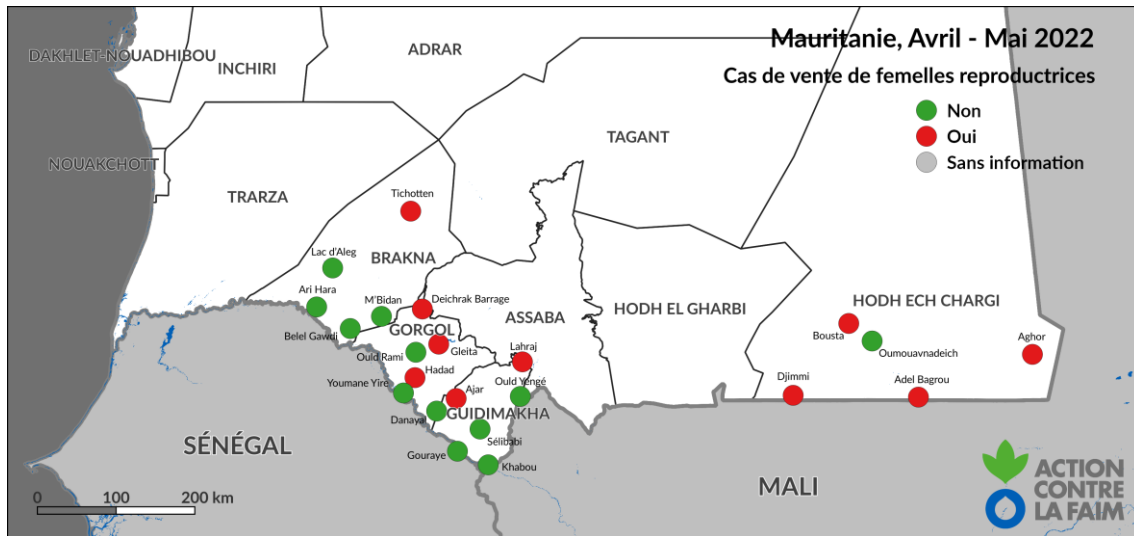 Mauritanie, Avril - Mai 2022
Cas de vente de femelles reproductrices
Non
Oui
Sans information
DAKHLET-NOUADHIBOU
INCHIRI
ADRAR
NOUAKCHOTT
TAGANT
TRARZA
Tichotten
Lac d'Aleg
BRAKNA
Ari Hara
M'Bidan
Deichrak Barrage
HODH EL GHARBI
HODH ECH CHARGI
ASSABA
Belel Gawdi
GORGOL
Bousta
Oumouavnadeich
Aghor
Ould Rami
Gleita
Lahraj
Hadad
Djimmi
Adel Bagrou
Youmane Yire
Ajar
Ould Yengé
Danayal
GUIDIMAKHA
SÉNÉGAL
Sélibabi
Gouraye
Khabou
MALI
0 100 200 km
ACTION
CONTRE
LA FAIM